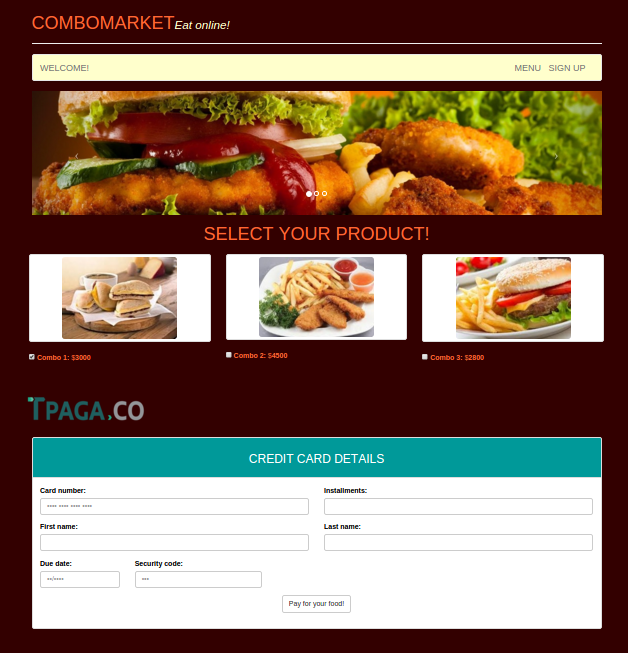 COMBOMARKET Eat online!
WELCOME! MENU SIGN UP
SELECT YOUR PRODUCT!
Combo 1: $3000 Combo 2: $4500 Combo 3: $2800
TPAGA.CO
CREDIT CARD DETAILS
Card number: Installments:
•••• •••• •••• ••••
First name: Last name:
Due date: Security code:
••/•••• •••
Pay for your food!